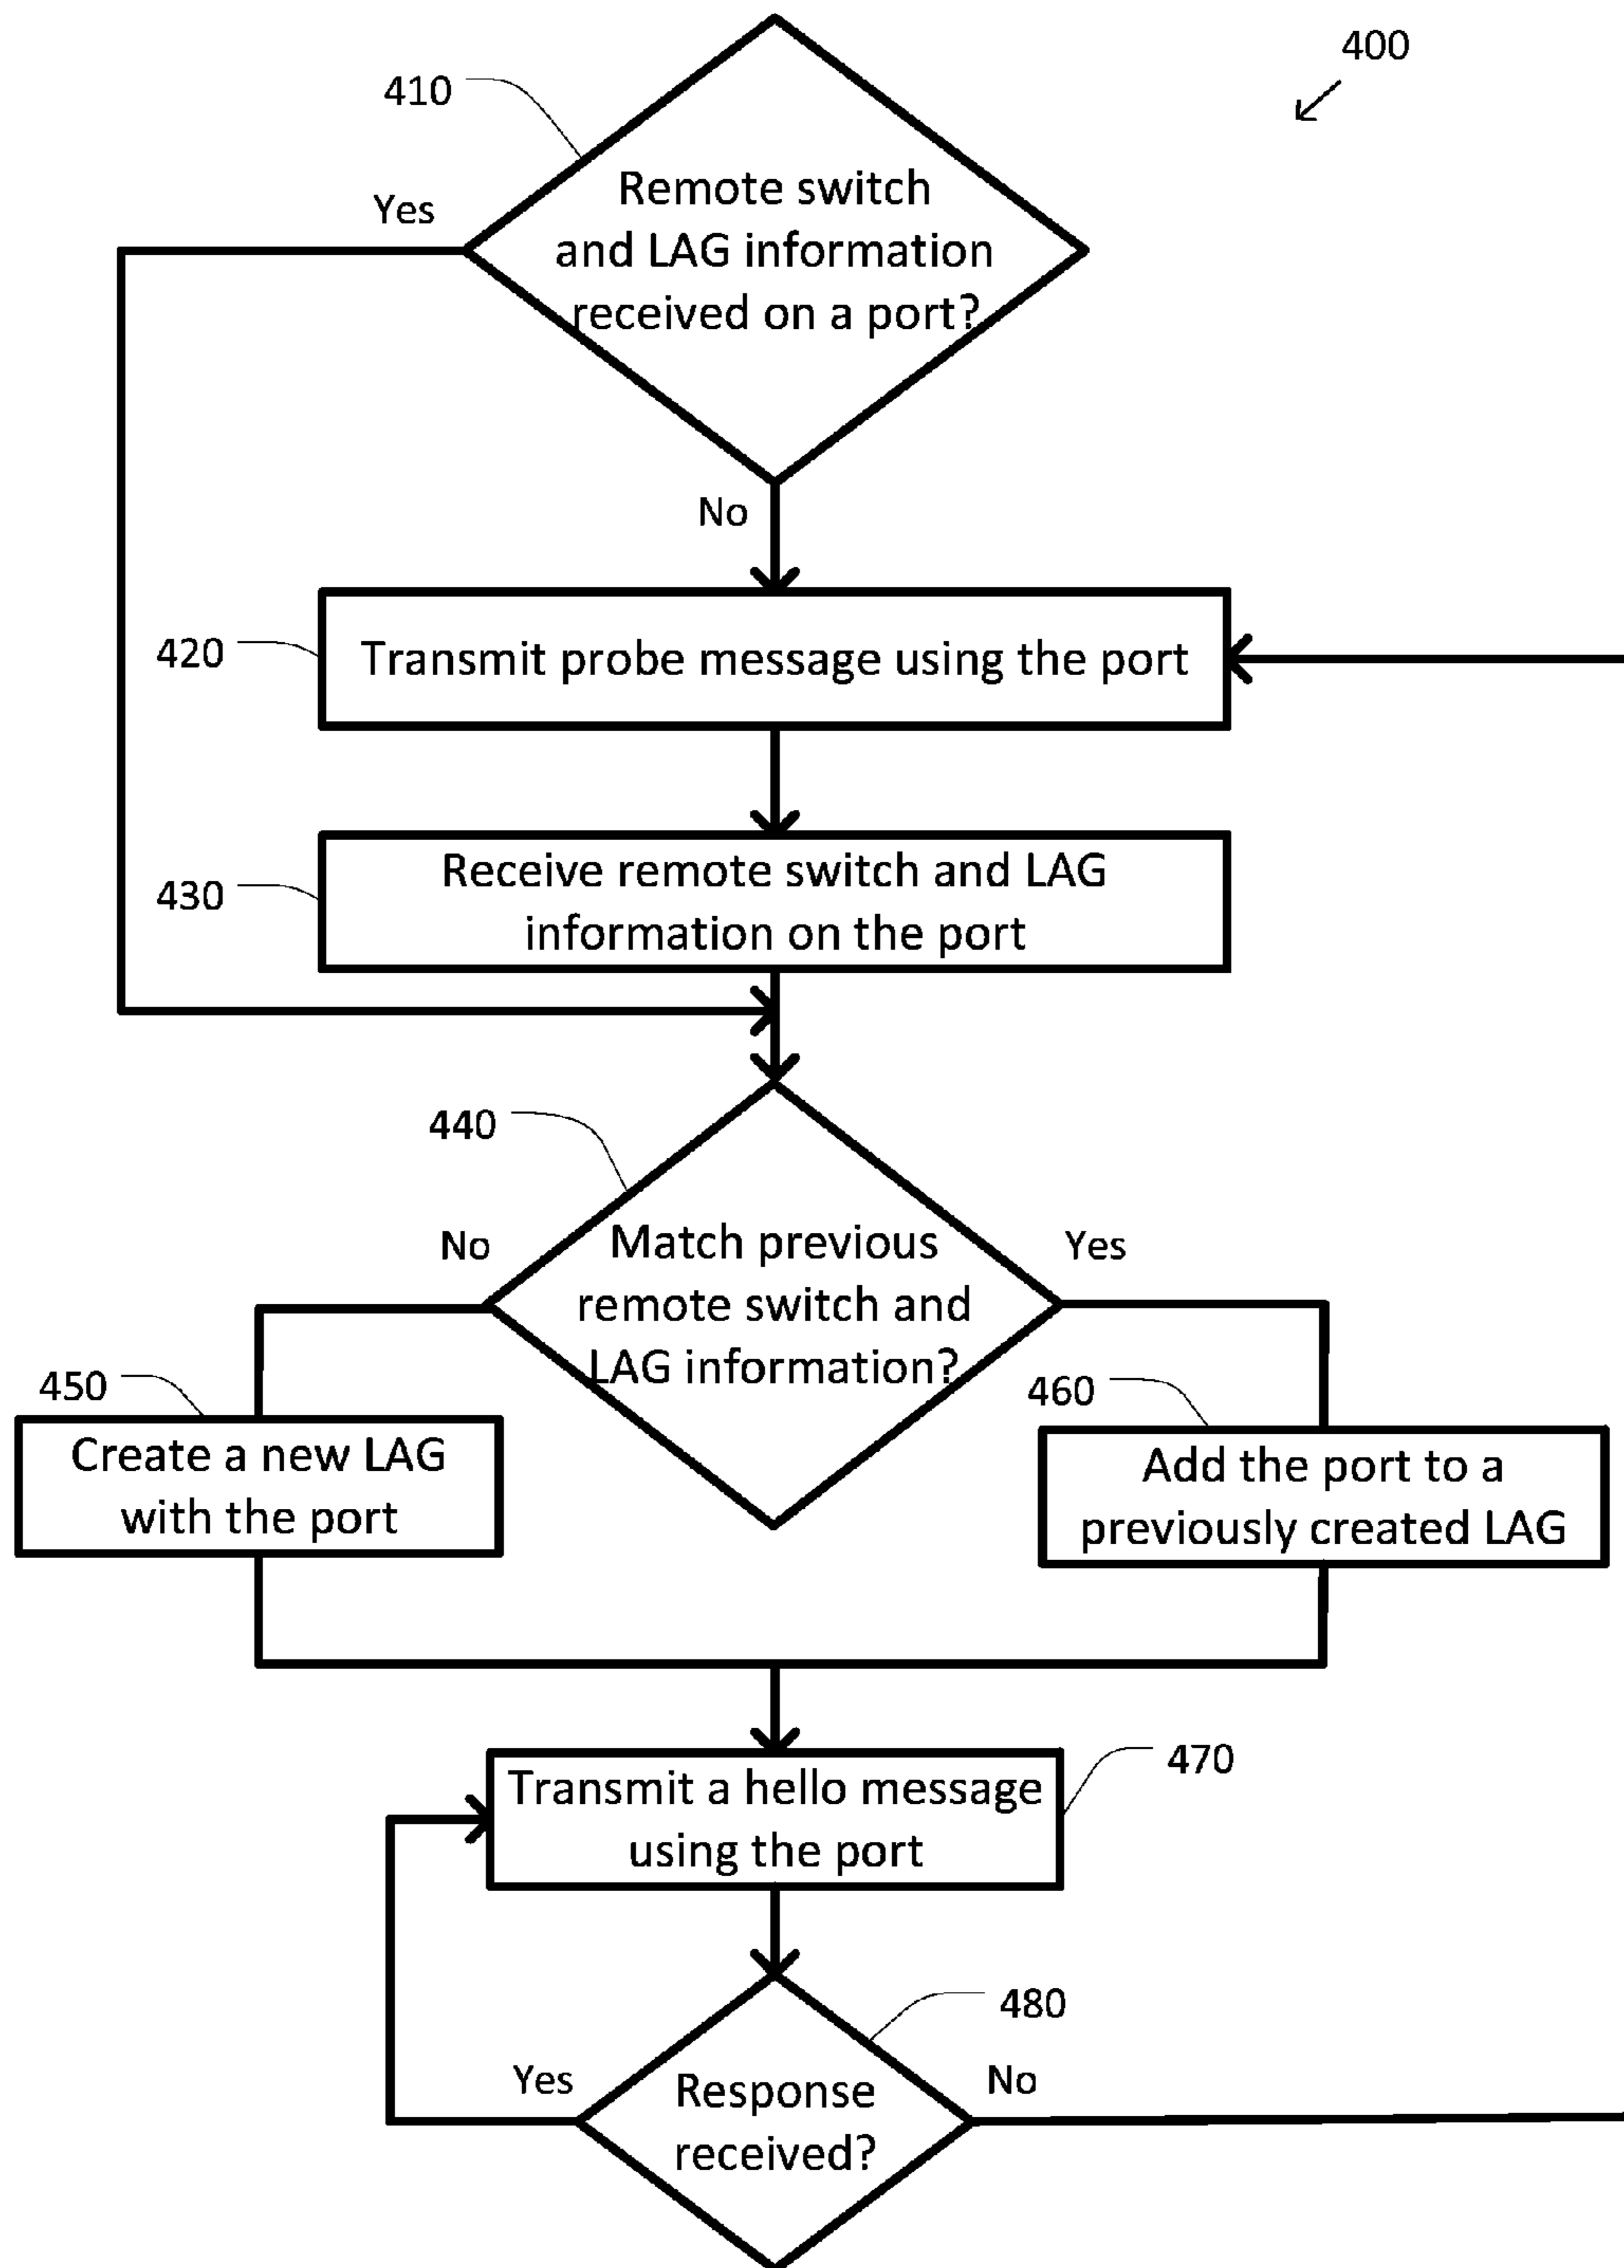 400
410
Yes
Remote switch
and LAG information
received on a port?
No
420
Transmit probe message using the port
430
Receive remote switch and LAG
information on the port
440
No
Match previous
remote switch and
LAG information?
Yes
450
Create a new LAG
with the port
460
Add the port to a
previously created LAG
470
Transmit a hello message
using the port
480
Yes
Response
received?
No